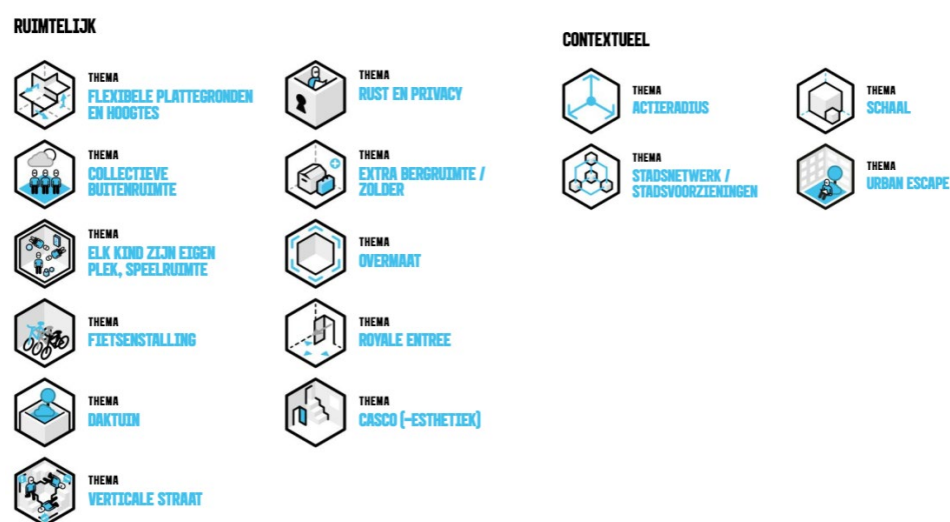 RUIMTELIJK
THEMA
FLEXIBELE PLATTEGRONDEN
EN HOOGTES
THEMA
COLLECTIEVE
BUITENRUIMTE
THEMA
ELK KIND ZIJN EIGEN
PLEK, SPEELRUIMTE
THEMA
FIETSENSTALLING
THEMA
DAKTUIN
THEMA
VERTICALE STRAAT
THEMA
RUST EN PRIVACY
THEMA
EXTRA BERGRUIMTE /
ZOLDER
THEMA
OVERMAAT
THEMA
ROYALE ENTREE
THEMA
CASCO (-ESTHETIEK)
CONTEXTUEEL
THEMA
ACTIERADIUS
THEMA
STADSNETWERK /
STADSVOORZIENINGEN
THEMA
SCHAAL
THEMA
URBAN ESCAPE